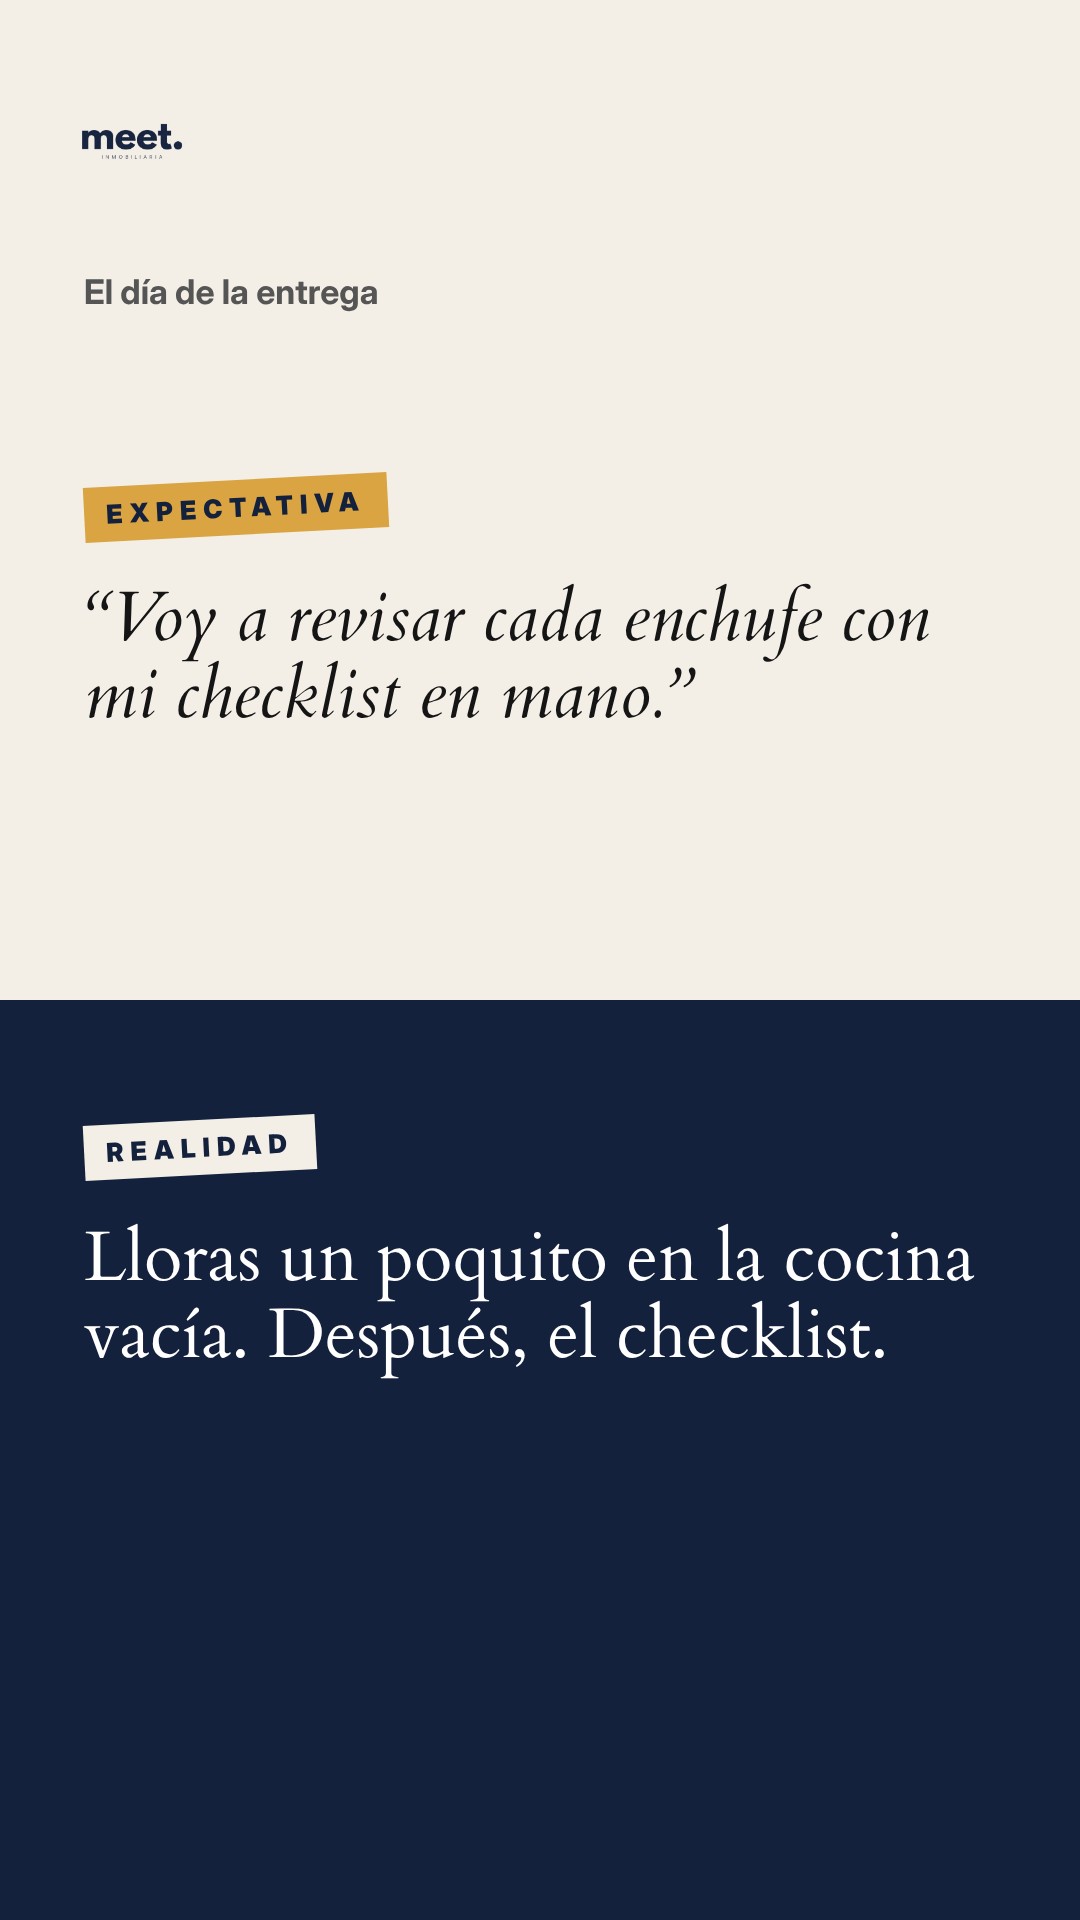 meet.
INMOBILIARIA
El día de la entrega
EXPECTATIVA
“Voy a revisar cada enchufe con
mi checklist en mano.”
REALIDAD
Lloras un poquito en la cocina
vacía. Después, el checklist.